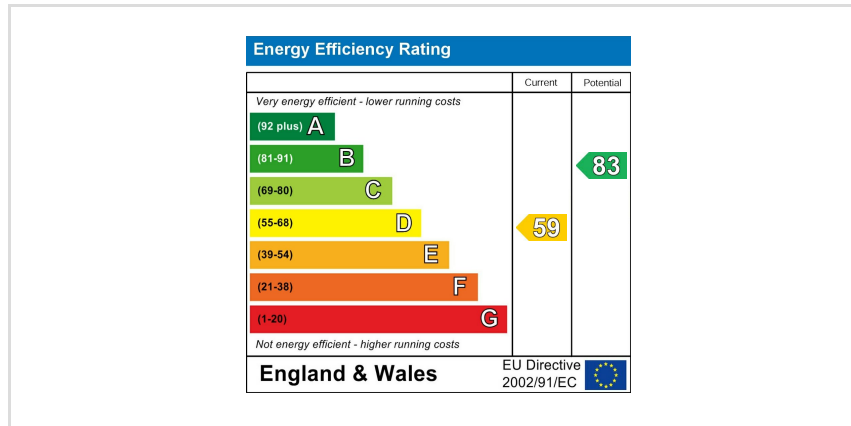 Energy Efficiency Rating
Current Potential
Very energy efficient - lower running costs
(92 plus) A
(81-91) B
83
(69-80) C
(55-68) D
59
(39-54) E
(21-38) F
(1-20) G
Not energy efficient - higher running costs
England & Wales
EU Directive
2002/91/EC